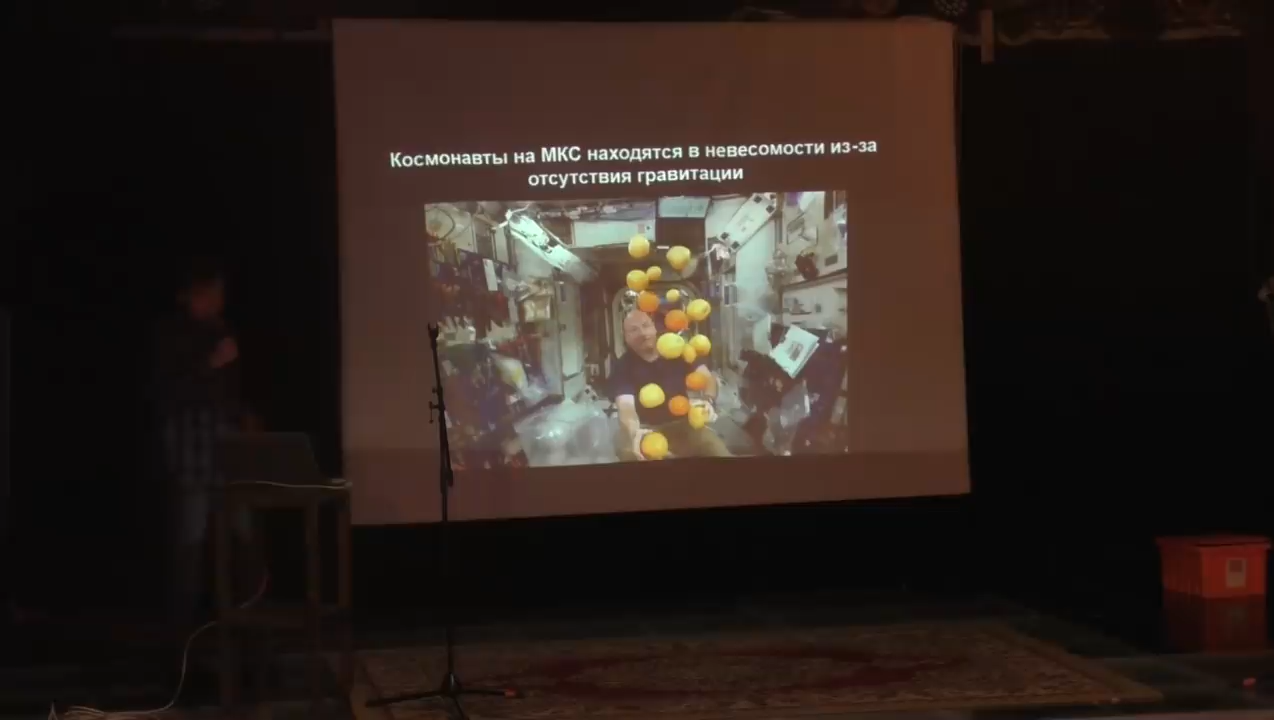 Космонавты на МКС находятся в невесомости из-за
отсутствия гравитации